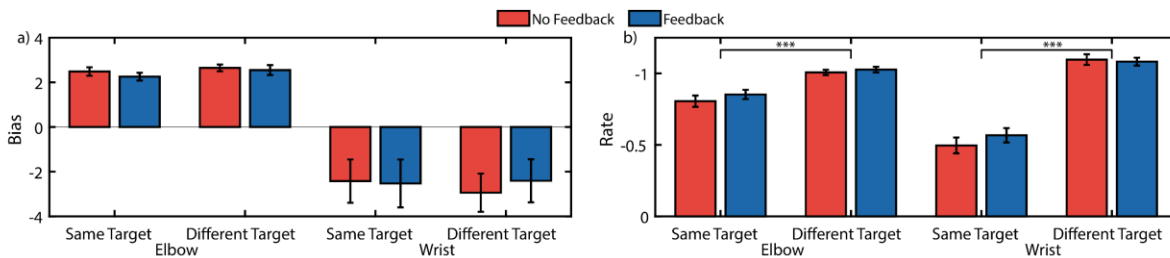 No Feedback Feedback
a)
4
2
0
-2
-4
Bias
Same Target Different Target Same Target Different Target
Elbow Wrist
b)
-1
-0.5
0
Rate
*** ***
Same Target Different Target Same Target Different Target
Elbow Wrist